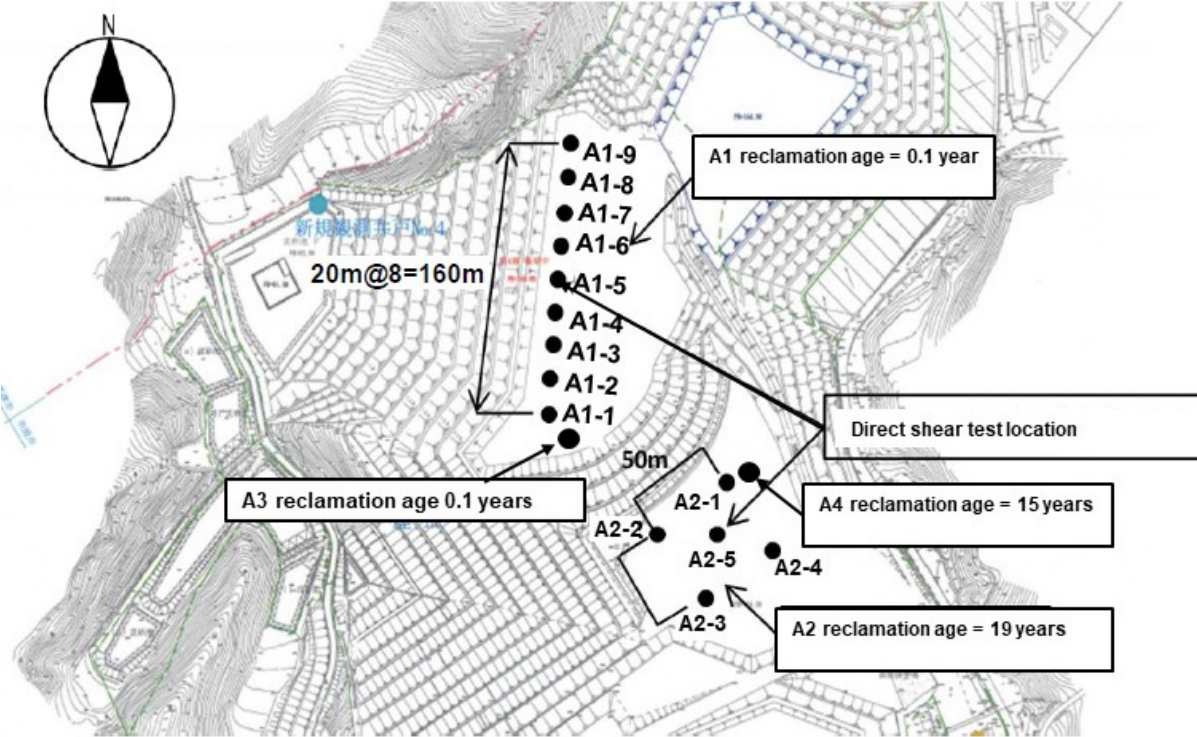 N
A1-9
A1 reclamation age = 0.1 year
A1-8
A1-7
新規観測井戸No.4
A1-6
20m@8=160m
A1-5
A1-4
A1-3
A1-2
A1-1
Direct shear test location
50m
A3 reclamation age 0.1 years
A2-1
A4 reclamation age = 15 years
A2-2
A2-5
A2-4
A2-3
A2 reclamation age = 19 years